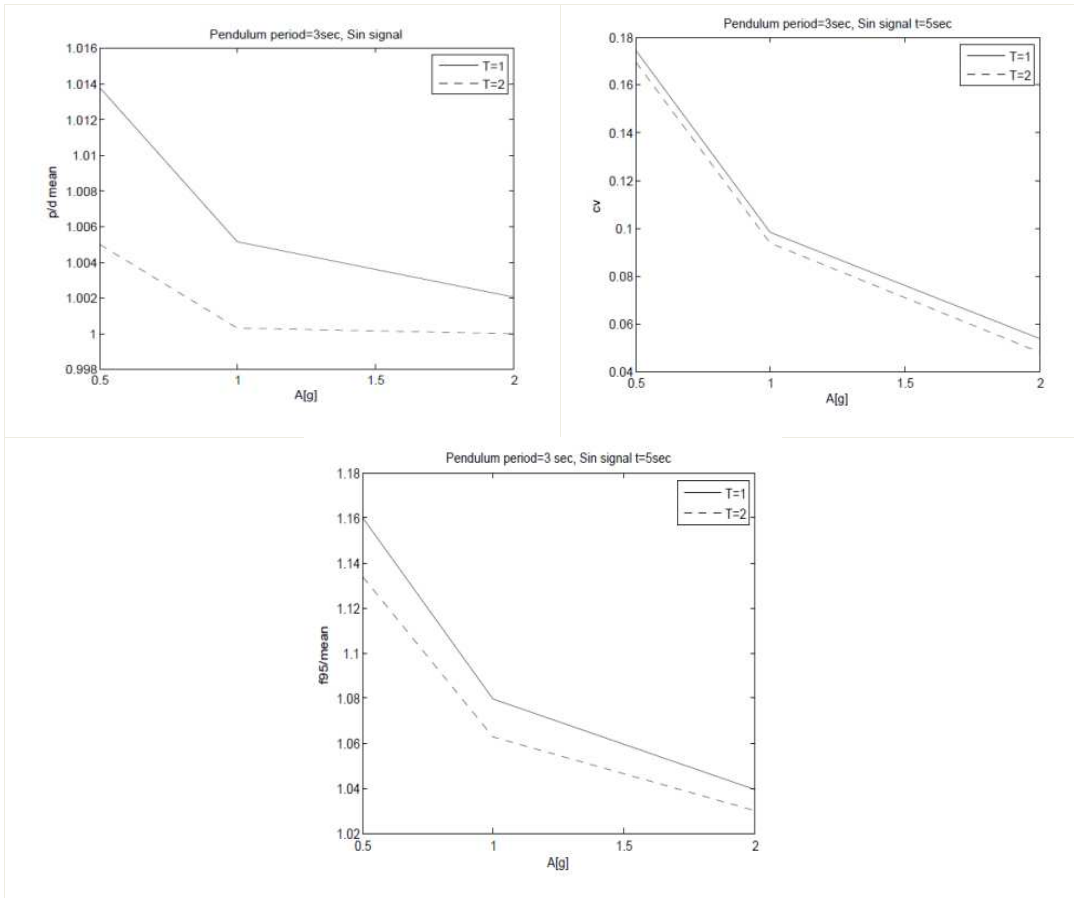 Pendulum period=3sec, Sin signal
1.016
1.014
1.012
1.01
1.008
1.006
1.004
1.002
1
0.998
p/d mean
T=1
T=2
0.5 1 1.5 2
A[g]
Pendulum period=3sec, Sin signal t=5sec
0.18
0.16
0.14
0.12
0.1
0.08
0.06
0.04
cv
T=1
T=2
0.5 1 1.5 2
A[g]
Pendulum period=3 sec, Sin signal t=5sec
1.18
1.16
1.14
1.12
1.1
1.08
1.06
1.04
1.02
f95/mean
T=1
T=2
0.5 1 1.5 2
A[g]